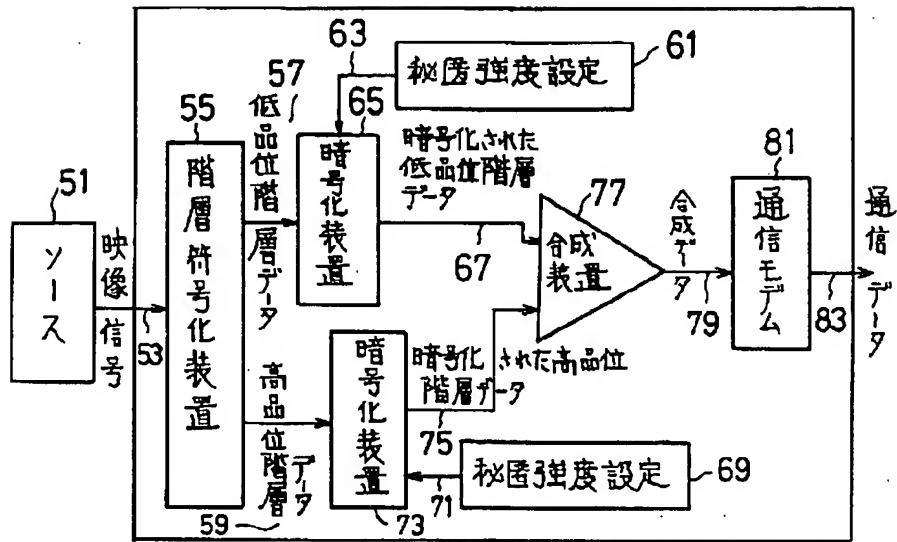 51
ソース
映像信号
53
55
階層符号化装置
57
低品位階層データ
63
65
暗号化装置
秘匿強度設定
61
暗号化された
低品位階層
データ
67
77
合成装置
合成データ
79
81
通信モデム
83
通信データ
高品位階層データ
59
暗号化装置
73
暗号化された高品位
階層データ
75
71
秘匿強度設定
69